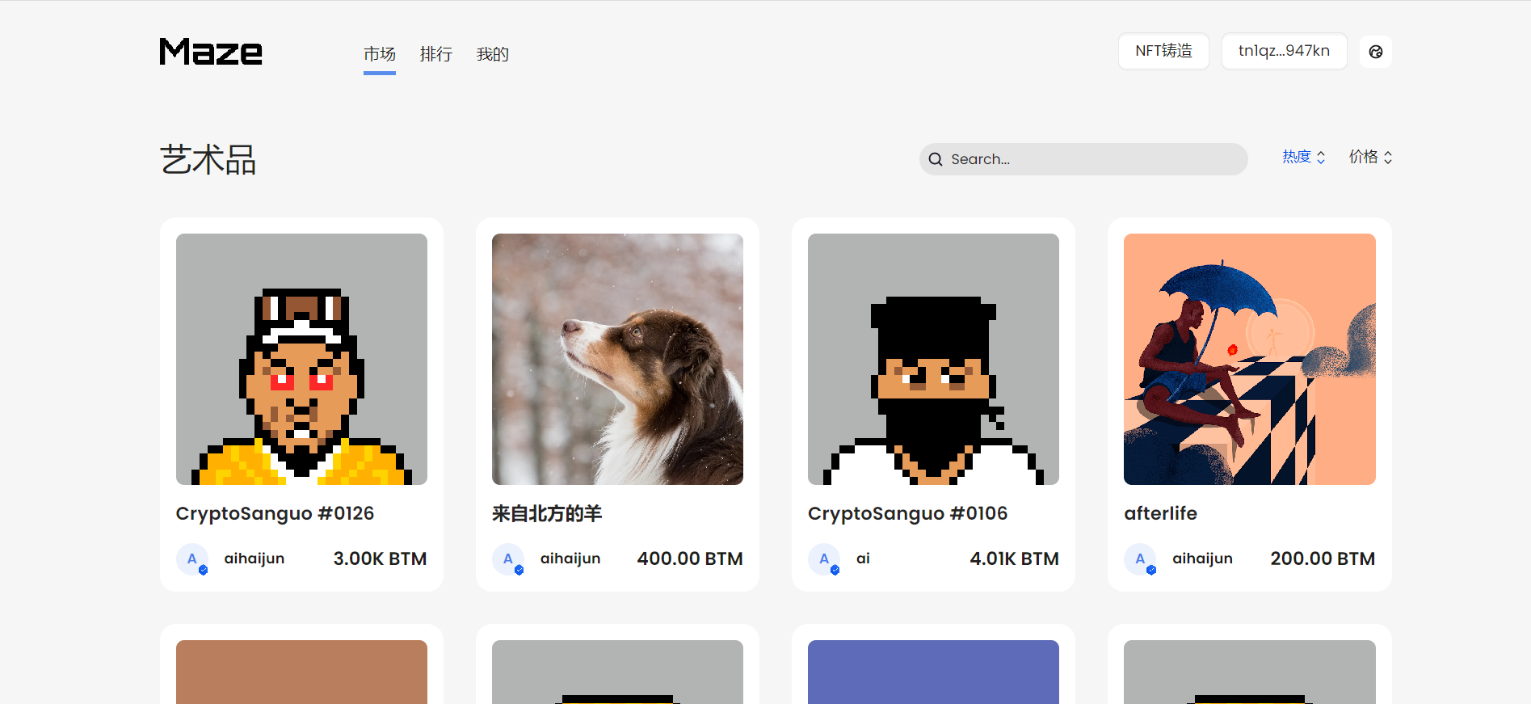 Maze
市场 排行 我的
NFT铸造 tn1qz...947kn
艺术品
Search...
热度 价格
CryptoSanguo #0126
A aihaijun 3.00K BTM
来自北方的羊
A aihaijun 400.00 BTM
CryptoSanguo #0106
A ai 4.01K BTM
afterlife
A aihaijun 200.00 BTM